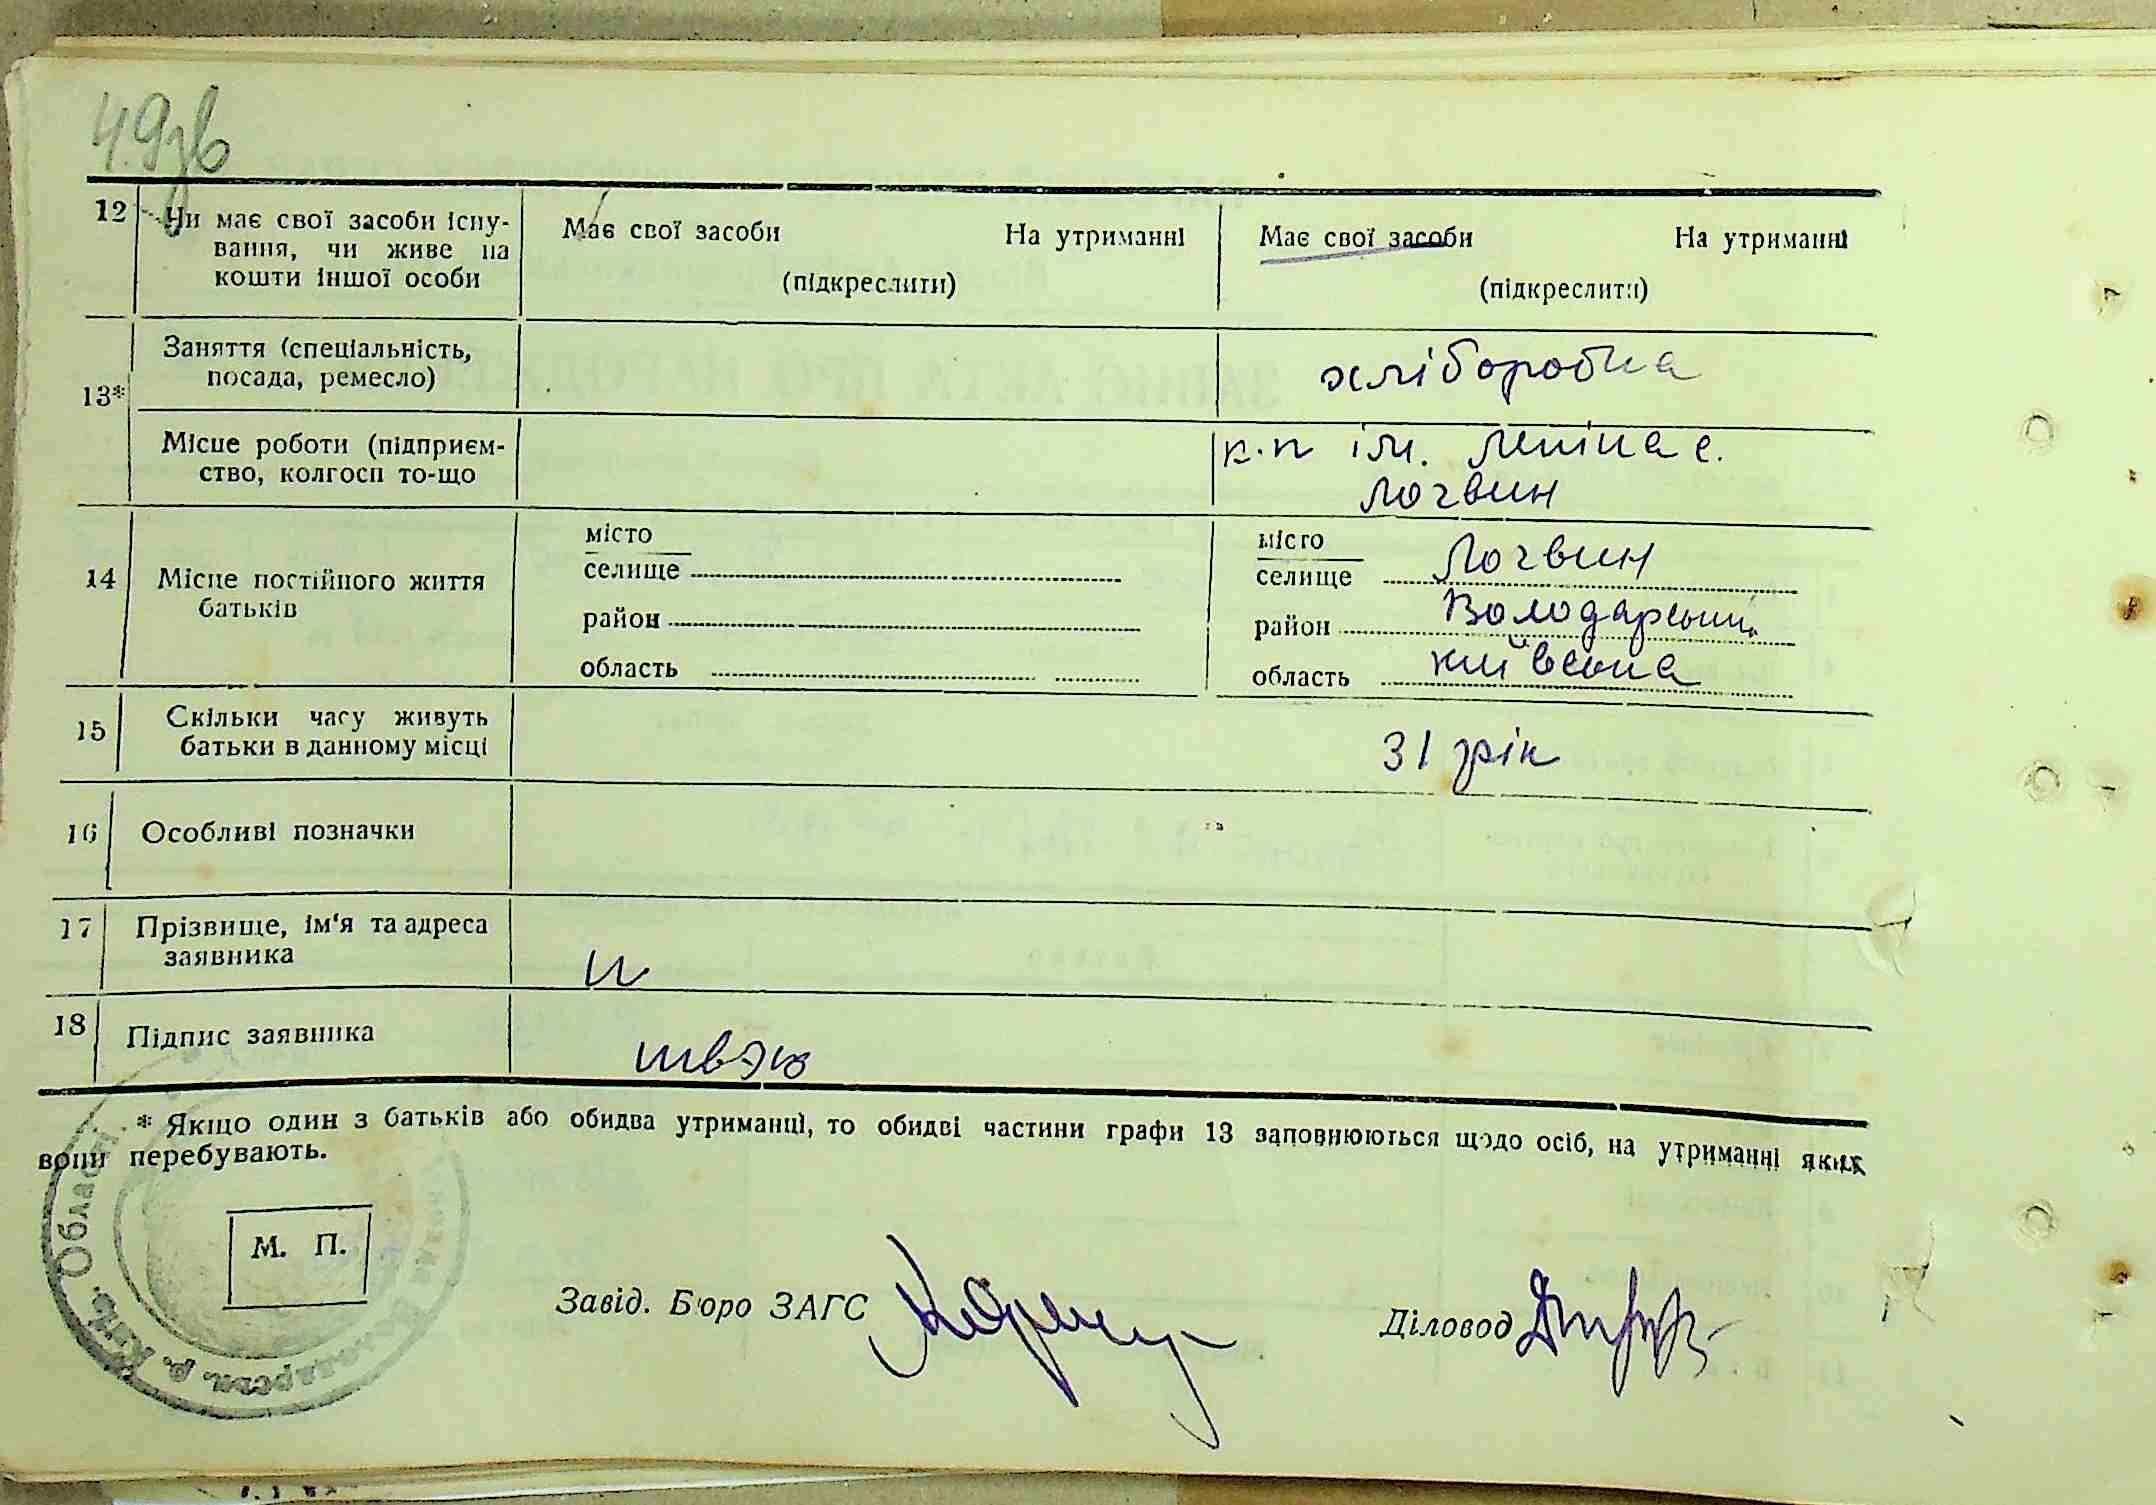 49зв
12 Чи має свої засоби існу-
вання, чи живе на
кошти іншої особи
Має свої засоби На утриманні
(підкреслити)
Має свої засоби На утриманні
(підкреслити)
13*
Заняття (спеціальність,
посада, ремесло)
хліборобка
Місце роботи (підприєм-
ство, колгосп то-що
к.п ім. Леніна с.
Логвин
14 Місце постійного життя
батьків
місто
селище
район
область
місто
селище Логвин
район Володарський
область київська
15 Скільки часу живуть
батьки в данному місці
31 рік
16 Особливі позначки
17 Прізвище, ім'я та адреса
заявника
18 Підпис заявника
* Якщо один з батьків або обидва утриманці, то обидві частини графи 13 заповнюються щодо осіб, на утриманні яких
вони перебувають.
М. П.
Завід. Бюро ЗАГС
Діловод